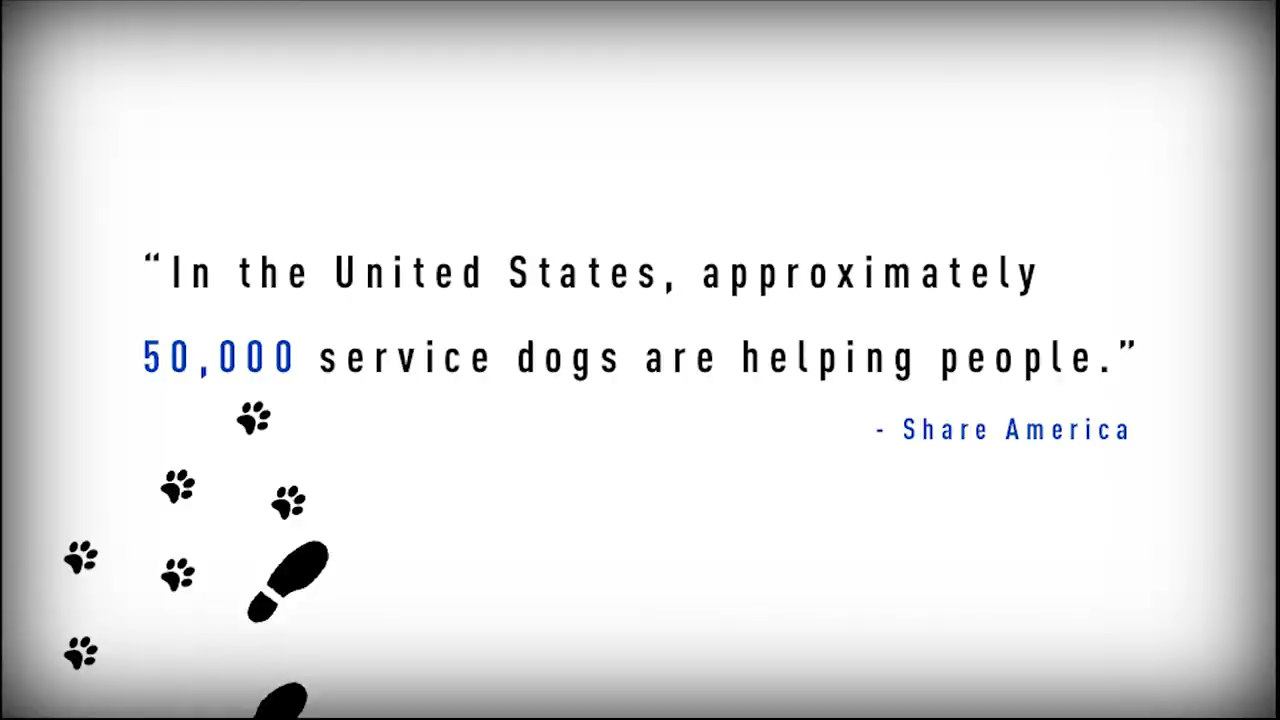 “In the United States, approximately
50,000 service dogs are helping people.”
- Share America